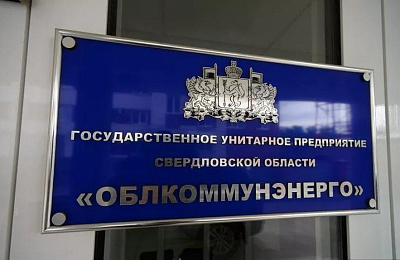 ГОСУДАРСТВЕННОЕ УНИТАРНОЕ ПРЕДПРИЯТИЕ
СВЕРДЛОВСКОЙ ОБЛАСТИ
«ОБЛКОММУНЭНЕРГО»